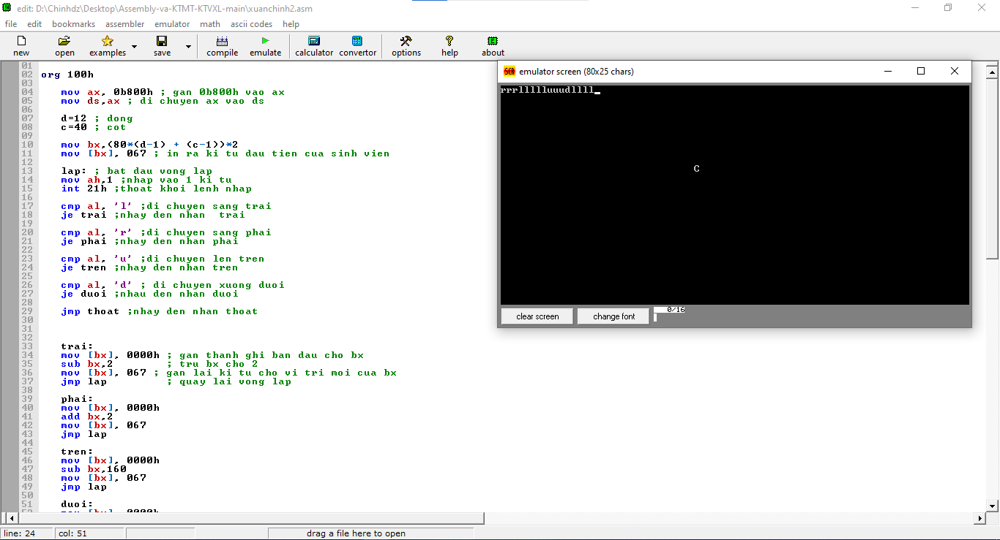 edit: D:\Chinhdz\Desktop\Assembly-va-KTMT-KTVXL-main\xuanchinh2.asm
file edit bookmarks assembler emulator math ascii codes help
new open examples save compile emulate calculator convertor options help about
01
02 org 100h
03
04 mov ax, 0b800h ; gan 0b800h vao ax
05 mov ds,ax ; di chuyen ax vao ds
06
07 d=12 ; dong
08 c=40 ; cot
09
10 mov bx,(80*(d-1) + (c-1))*2
11 mov [bx], 067 ; in ra ki tu dau tien cua sinh vien
12
13 lap: ; bat dau vong lap
14 mov ah,1 ;nhap vao 1 ki tu
15 int 21h ;thoat khoi lenh nhap
16
17 cmp al, 'l' ;di chuyen sang trai
18 je trai ;nhay den nhan  trai
19
20 cmp al, 'r' ;di chuyen sang phai
21 je phai ;nhay den nhan phai
22
23 cmp al, 'u' ;di chuyen len tren
24 je tren ;nhay den nhan tren
25
26 cmp al, 'd' ; di chuyen xuong duoi
27 je duoi ;nhau den nhan duoi
28
29 jmp thoat ;nhay den nhan thoat
30
31
32
33 trai:
34 mov [bx], 0000h ; gan thanh ghi ban dau cho bx
35 sub bx,2 ; tru bx cho 2
36 mov [bx], 067 ; gan lai ki tu cho vi tri moi cua bx
37 jmp lap ; quay lai vong lap
38
39 phai:
40 mov [bx], 0000h
41 add bx,2
42 mov [bx], 067
43 jmp lap
44
45 tren:
46 mov [bx], 0000h
47 sub bx,160
48 mov [bx], 067
49 jmp lap
50
51 duoi:
52 mov [bx], 0000h
SCR emulator screen (80x25 chars)
rrrllllluuudllll
C
clear screen change font 0/16
line: 24 col: 51 drag a file here to open